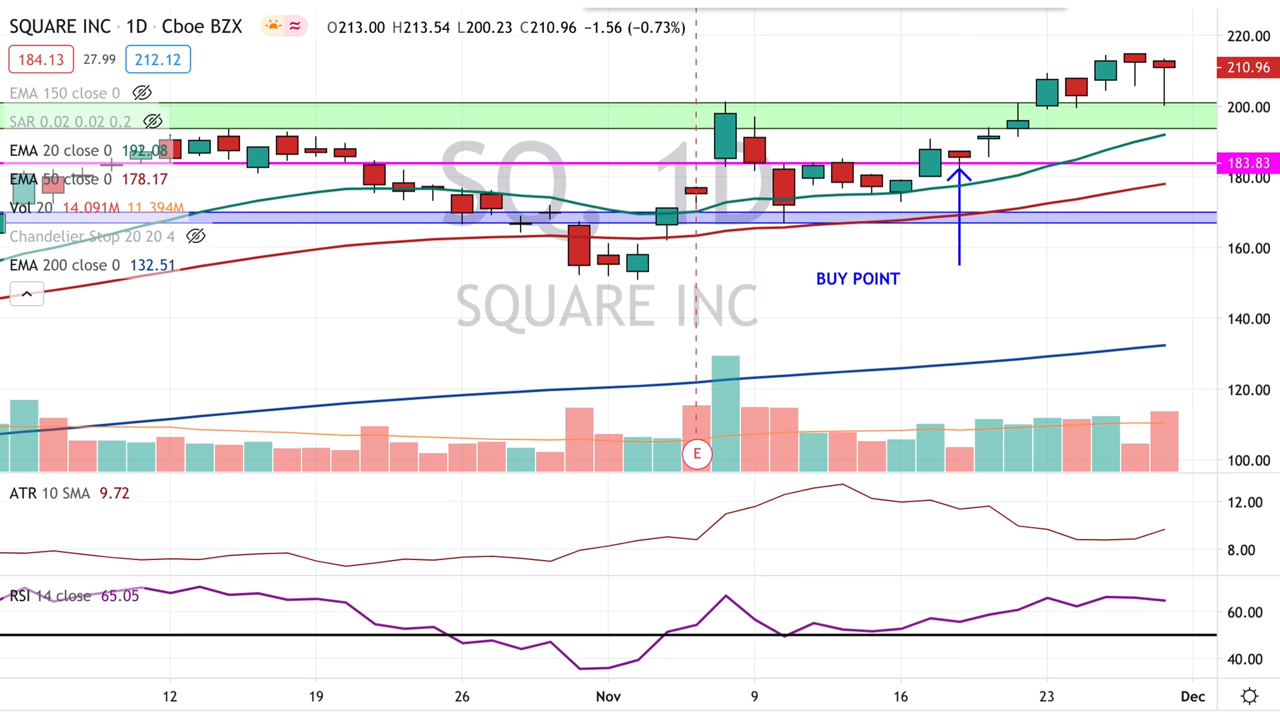 SQUARE INC · 1D · Cboe BZX ≈ O213.00 H213.54 L200.23 C210.96 −1.56 (−0.73%)
184.13 27.99 212.12
EMA 150 close 0
SAR 0.02 0.02 0.2
EMA 20 close 0 192.08
EMA 50 close 0 178.17
Vol 20 14.091M 11.394M
Chandelier Stop 20 20 4
EMA 200 close 0 132.51
SQ, 1D
SQUARE INC
BUY POINT
E
220.00
210.96
200.00
183.83
180.00
160.00
140.00
120.00
100.00
ATR 10 SMA 9.72
12.00
8.00
RSI 14 close 65.05
60.00
40.00
12 19 26 Nov 9 16 23 Dec